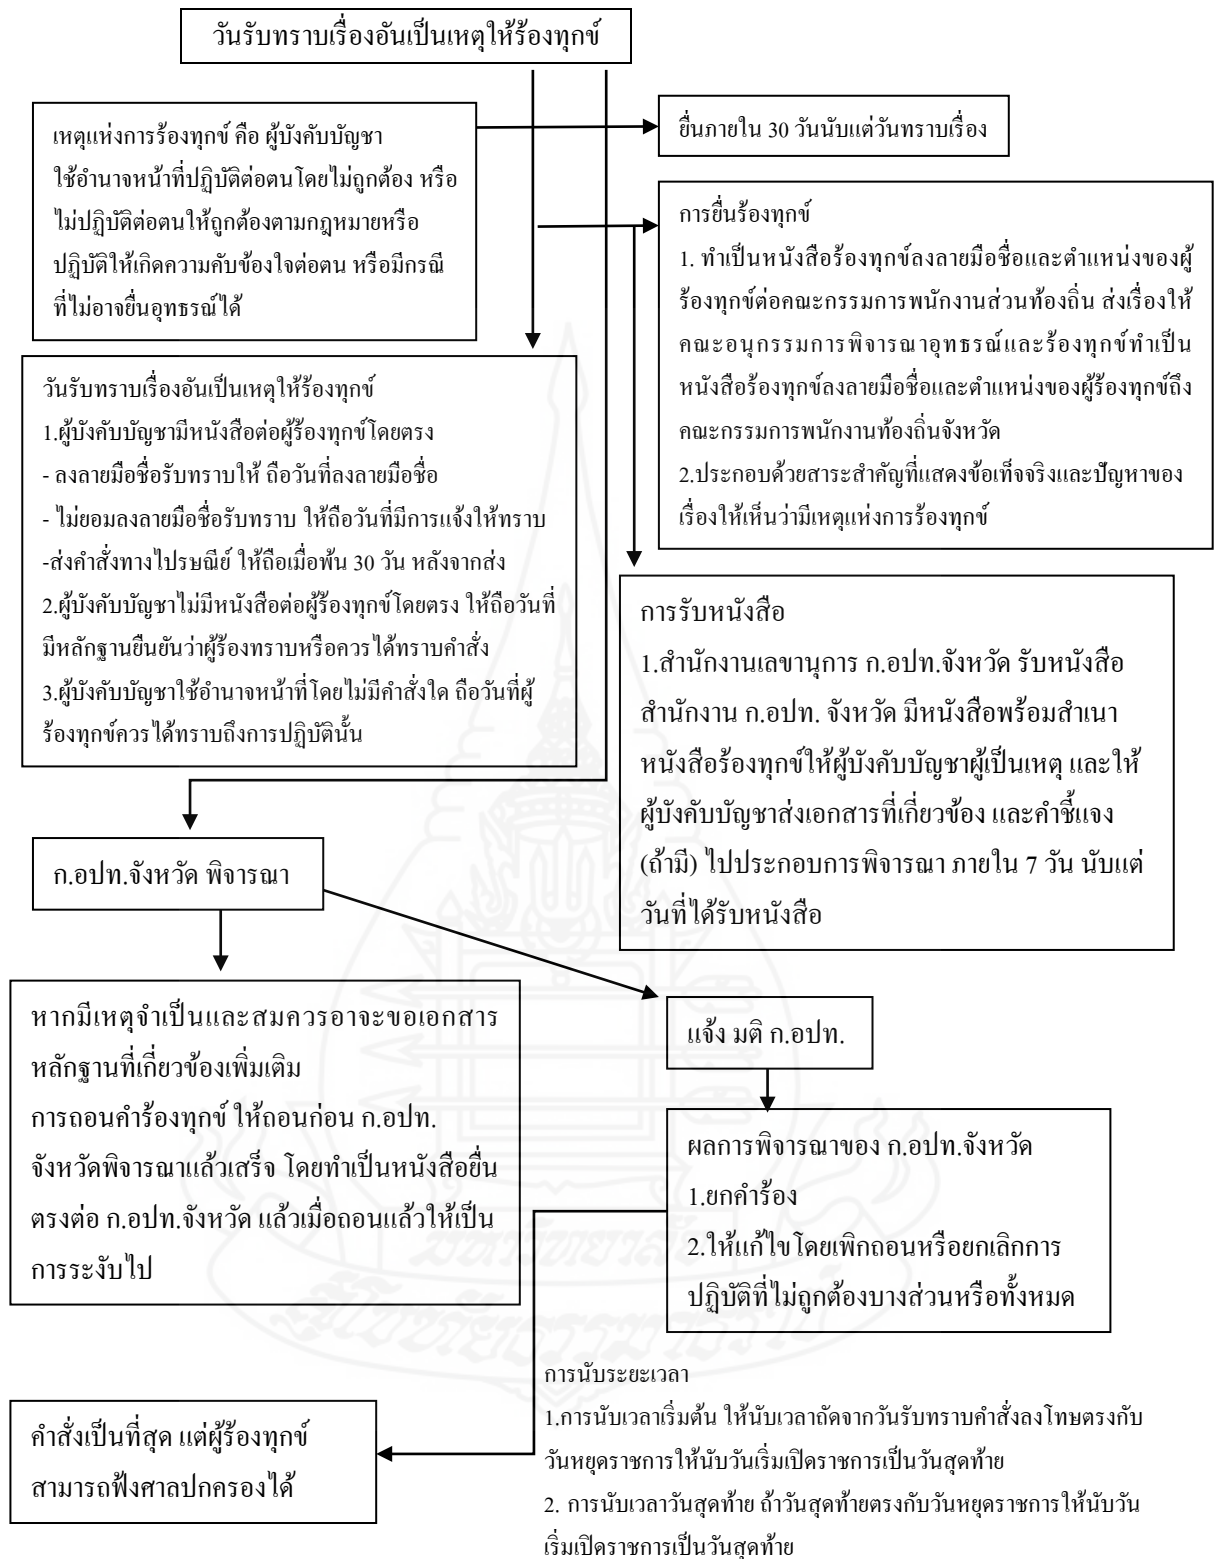 วันรับทราบเรื่องอันเป็นเหตุให้ร้องทุกข์
เหตุแห่งการร้องทุกข์ คือ ผู้บังคับบัญชา
ใช้อำนาจหน้าที่ปฏิบัติต่อตนโดยไม่ถูกต้อง หรือ
ไม่ปฏิบัติต่อตนให้ถูกต้องตามกฎหมายหรือ
ปฏิบัติให้เกิดความคับข้องใจต่อตน หรือมีกรณี
ที่ไม่อาจยื่นอุทธรณ์ได้
ยื่นภายใน 30 วันนับแต่วันทราบเรื่อง
การยื่นร้องทุกข์
1. ทำเป็นหนังสือร้องทุกข์ลงลายมือชื่อและตำแหน่งของผู้
ร้องทุกข์ต่อคณะกรรมการพนักงานส่วนท้องถิ่น ส่งเรื่องให้
คณะอนุกรรมการพิจารณาอุทธรณ์และร้องทุกข์ทำเป็น
หนังสือร้องทุกข์ลงลายมือชื่อและตำแหน่งของผู้ร้องทุกข์ถึง
คณะกรรมการพนักงานท้องถิ่นจังหวัด
2.ประกอบด้วยสาระสำคัญที่แสดงข้อเท็จจริงและปัญหาของ
เรื่องให้เห็นว่ามีเหตุแห่งการร้องทุกข์
วันรับทราบเรื่องอันเป็นเหตุให้ร้องทุกข์
1.ผู้บังคับบัญชามีหนังสือต่อผู้ร้องทุกข์โดยตรง
- ลงลายมือชื่อรับทราบให้ ถือวันที่ลงลายมือชื่อ
- ไม่ยอมลงลายมือชื่อรับทราบ ให้ถือวันที่มีการแจ้งให้ทราบ
-ส่งคำสั่งทางไปรษณีย์ ให้ถือเมื่อพ้น 30 วัน หลังจากส่ง
2.ผู้บังคับบัญชาไม่มีหนังสือต่อผู้ร้องทุกข์โดยตรง ให้ถือวันที่
มีหลักฐานยืนยันว่าผู้ร้องทราบหรือควรได้ทราบคำสั่ง
3.ผู้บังคับบัญชาใช้อำนาจหน้าที่โดยไม่มีคำสั่งใด ถือวันที่ผู้
ร้องทุกข์ควรได้ทราบถึงการปฏิบัตินั้น
การรับหนังสือ
1.สำนักงานเลขานุการ ก.อปท.จังหวัด รับหนังสือ
สำนักงาน ก.อปท. จังหวัด มีหนังสือพร้อมสำเนา
หนังสือร้องทุกข์ให้ผู้บังคับบัญชาผู้เป็นเหตุ และให้
ผู้บังคับบัญชาส่งเอกสารที่เกี่ยวข้อง และคำชี้แจง
(ถ้ามี) ไปประกอบการพิจารณา ภายใน 7 วัน นับแต่
วันที่ได้รับหนังสือ
ก.อปท.จังหวัด พิจารณา
หากมีเหตุจำเป็นและสมควรอาจะขอเอกสาร
หลักฐานที่เกี่ยวข้องเพิ่มเติม
การถอนคำร้องทุกข์ ให้ถอนก่อน ก.อปท.
จังหวัดพิจารณาแล้วเสร็จ โดยทำเป็นหนังสือยื่น
ตรงต่อ ก.อปท.จังหวัด แล้วเมื่อถอนแล้วให้เป็น
การระงับไป
แจ้ง มติ ก.อปท.
ผลการพิจารณาของ ก.อปท.จังหวัด
1.ยกคำร้อง
2.ให้แก้ไขโดยเพิกถอนหรือยกเลิกการ
ปฏิบัติที่ไม่ถูกต้องบางส่วนหรือทั้งหมด
คำสั่งเป็นที่สุด แต่ผู้ร้องทุกข์
สามารถฟ้งศาลปกครองได้
การนับระยะเวลา
1.การนับเวลาเริ่มต้น ให้นับเวลาถัดจากวันรับทราบคำสั่งลงโทษตรงกับ
วันหยุดราชการให้นับวันเริ่มเปิดราชการเป็นวันสุดท้าย
2. การนับเวลาวันสุดท้าย ถ้าวันสุดท้ายตรงกับวันหยุดราชการให้นับวัน
เริ่มเปิดราชการเป็นวันสุดท้าย
มหาวิทยาลัย
สุโขทัยธรรมาธิราช